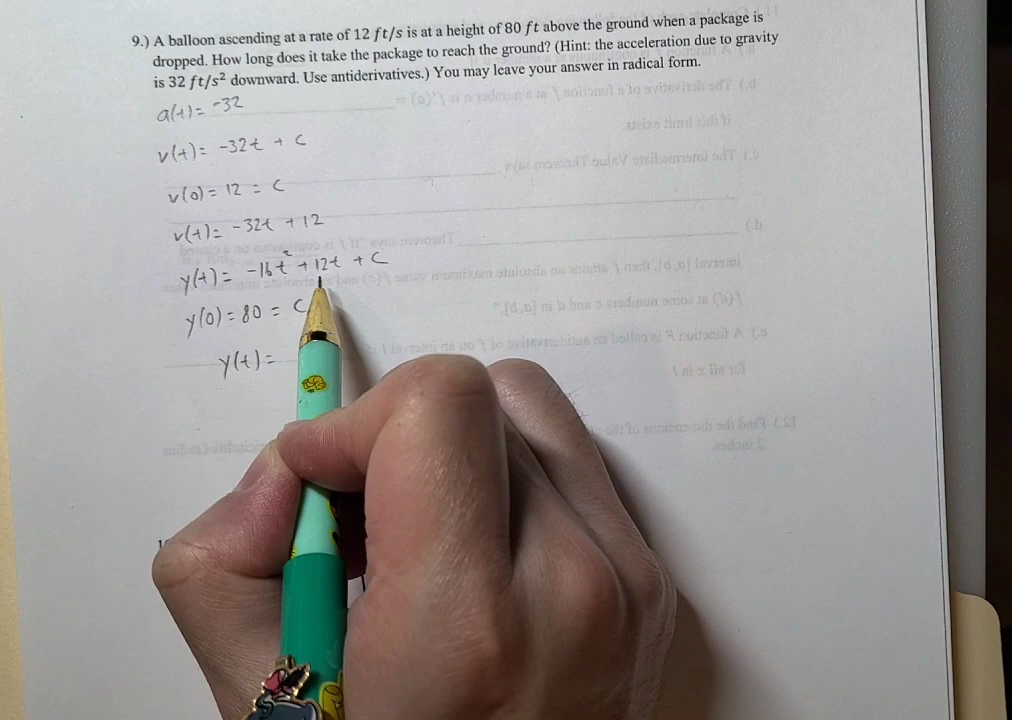 9.) A balloon ascending at a rate of 12 ft/s is at a height of 80 ft above the ground when a package is
dropped. How long does it take the package to reach the ground? (Hint: the acceleration due to gravity
is 32 ft/s² downward. Use antiderivatives.) You may leave your answer in radical form.
a(t) = -32
v(t) = -32t + C
v(0) = 12 = C
v(t) = -32t + 12
y(t) = -16t² + 12t + C
y(0) = 80 = C
y(t) =